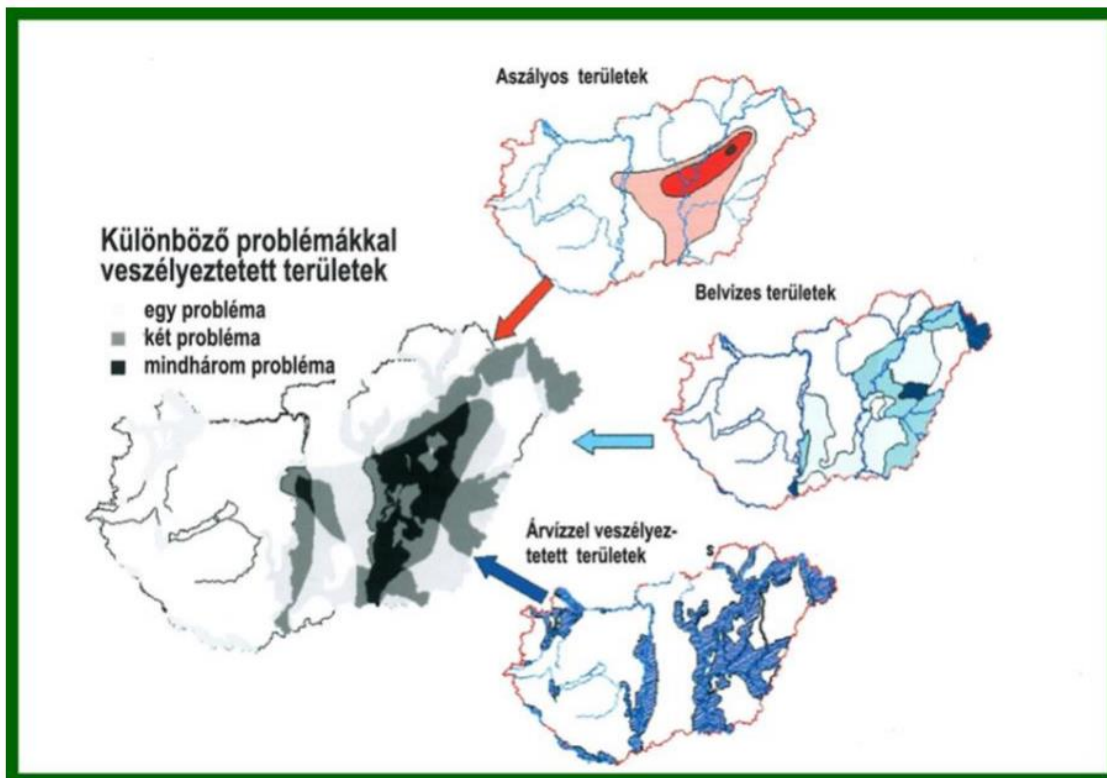 Aszályos területek
Különböző problémákkal
veszélyeztetett területek
egy probléma
két probléma
mindhárom probléma
Belvizes területek
Árvízzel veszélyez-
tetett területek
s